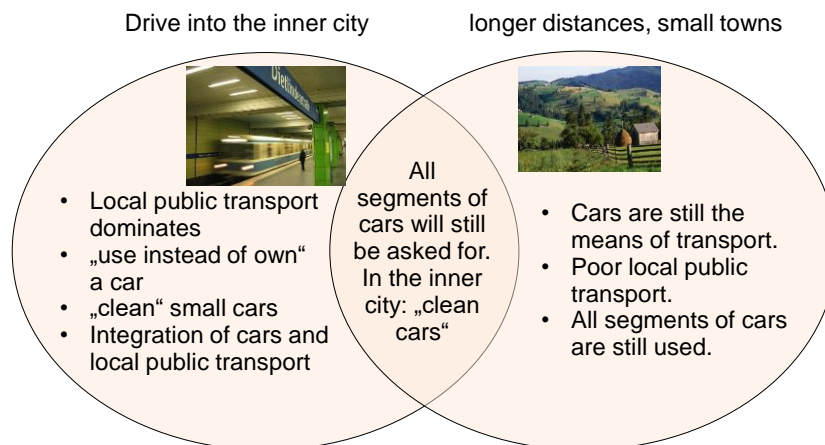 Drive into the inner city
longer distances, small towns
• Local public transport
dominates
• „use instead of own“
a car
• „clean“ small cars
• Integration of cars and
local public transport
All
segments of
cars will still
be asked for.
In the inner
city: „clean
cars“
• Cars are still the
means of transport.
• Poor local public
transport.
• All segments of cars
are still used.